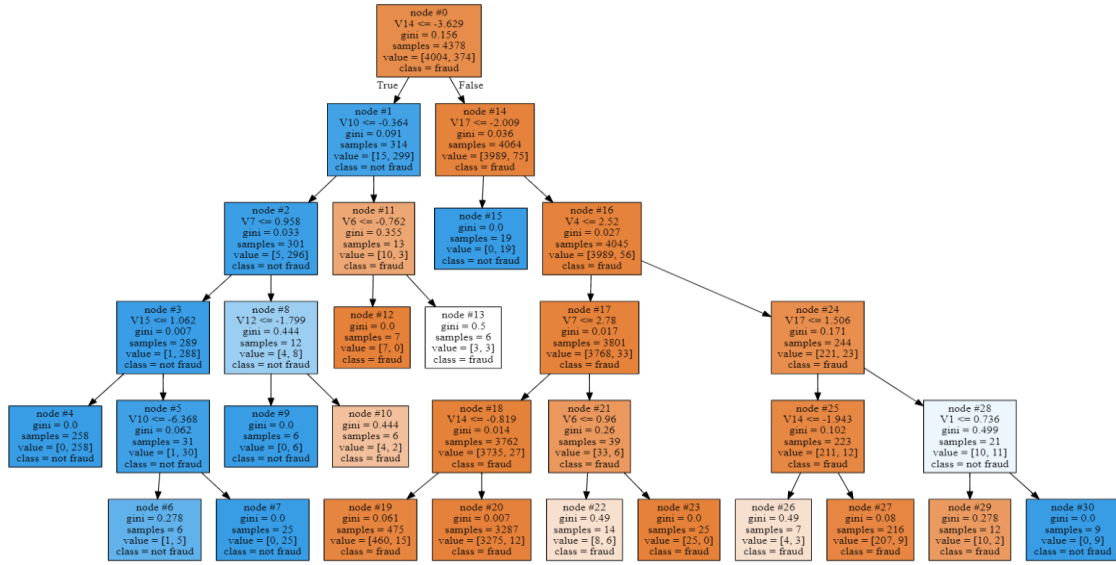 node #0
V14 <= -3.629
gini = 0.156
samples = 4378
value = [4004, 374]
class = fraud
True
False
node #1
V10 <= -0.364
gini = 0.091
samples = 314
value = [15, 299]
class = not fraud
node #14
V17 <= -2.009
gini = 0.036
samples = 4064
value = [3989, 75]
class = fraud
node #2
V7 <= 0.958
gini = 0.033
samples = 301
value = [5, 296]
class = not fraud
node #11
V6 <= -0.762
gini = 0.355
samples = 13
value = [10, 3]
class = fraud
node #15
gini = 0.0
samples = 19
value = [0, 19]
class = not fraud
node #16
V4 <= 2.52
gini = 0.027
samples = 4045
value = [3989, 56]
class = fraud
node #3
V15 <= 1.062
gini = 0.007
samples = 289
value = [1, 288]
class = not fraud
node #8
V12 <= -1.799
gini = 0.444
samples = 12
value = [4, 8]
class = not fraud
node #12
gini = 0.0
samples = 7
value = [7, 0]
class = fraud
node #13
gini = 0.5
samples = 6
value = [3, 3]
class = fraud
node #17
V7 <= 2.78
gini = 0.017
samples = 3801
value = [3768, 33]
class = fraud
node #24
V17 <= 1.506
gini = 0.171
samples = 244
value = [221, 23]
class = fraud
node #4
gini = 0.0
samples = 258
value = [0, 258]
class = not fraud
node #5
V10 <= -6.368
gini = 0.062
samples = 31
value = [1, 30]
class = not fraud
node #9
gini = 0.0
samples = 6
value = [0, 6]
class = not fraud
node #10
gini = 0.444
samples = 6
value = [4, 2]
class = fraud
node #18
V14 <= -0.819
gini = 0.014
samples = 3762
value = [3735, 27]
class = fraud
node #21
V6 <= 0.96
gini = 0.26
samples = 39
value = [33, 6]
class = fraud
node #25
V14 <= -1.943
gini = 0.102
samples = 223
value = [211, 12]
class = fraud
node #28
V1 <= 0.736
gini = 0.499
samples = 21
value = [10, 11]
class = not fraud
node #6
gini = 0.278
samples = 6
value = [1, 5]
class = not fraud
node #7
gini = 0.0
samples = 25
value = [0, 25]
class = not fraud
node #19
gini = 0.061
samples = 475
value = [460, 15]
class = fraud
node #20
gini = 0.007
samples = 3287
value = [3275, 12]
class = fraud
node #22
gini = 0.49
samples = 14
value = [8, 6]
class = fraud
node #23
gini = 0.0
samples = 25
value = [25, 0]
class = fraud
node #26
gini = 0.49
samples = 7
value = [4, 3]
class = fraud
node #27
gini = 0.08
samples = 216
value = [207, 9]
class = fraud
node #29
gini = 0.278
samples = 12
value = [10, 2]
class = fraud
node #30
gini = 0.0
samples = 9
value = [0, 9]
class = not fraud